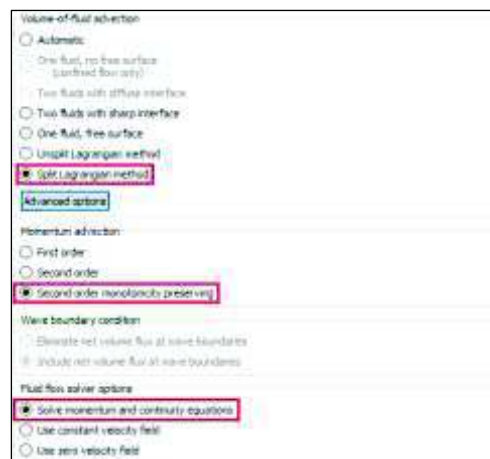 Volume-of-fluid advection
Automatic
One fluid, no free surface
(confined flow only)
Two fluids with diffuse interface
Two fluids with sharp interface
One fluid, free surface
Unsplit Lagrangian method
Split Lagrangian method
Advanced options
Momentum advection
First order
Second order
Second order monotonicity preserving
Wave boundary condition
Eliminate net volume flux at wave boundaries
Include net volume flux at wave boundaries
Fluid flow solver options
Solve momentum and continuity equations
Use constant velocity field
Use zero velocity field